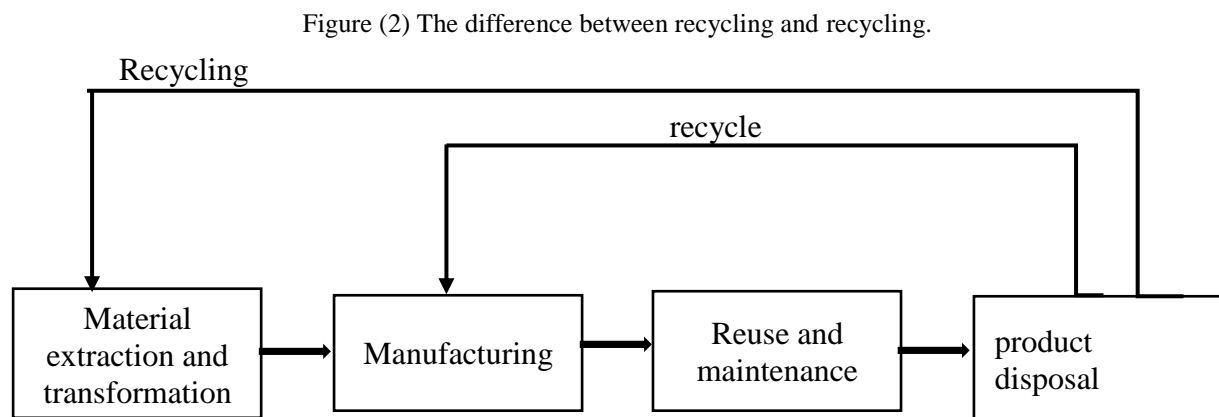 Figure (2) The difference between recycling and recycling.
Recycling
recycle
Material
extraction and
transformation
Manufacturing
Reuse and
maintenance
product
disposal